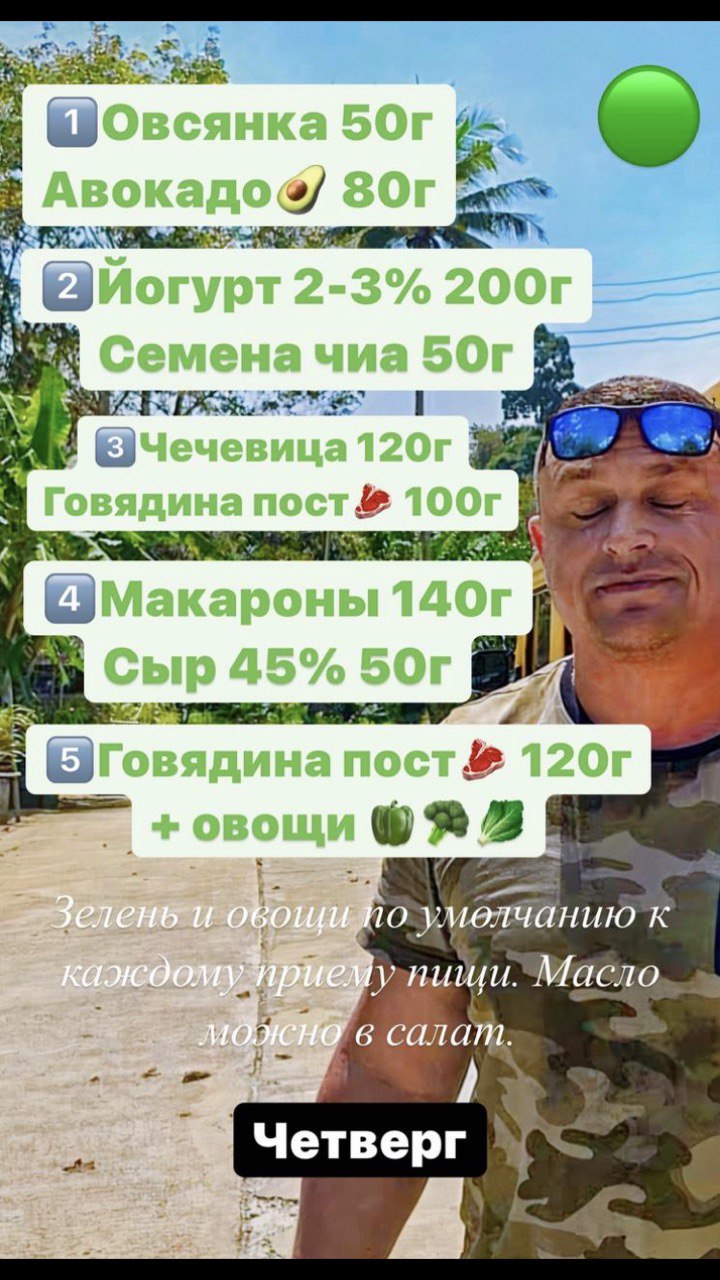 1️⃣Овсянка 50г
Авокадо🥑 80г
2️⃣Йогурт 2-3% 200г
Семена чиа 50г
3️⃣Чечевица 120г
Говядина пост🥩 100г
4️⃣Макароны 140г
Сыр 45% 50г
5️⃣Говядина пост🥩 120г
+ овощи 🫑🥦🥬
Зелень и овощи по умолчанию к
каждому приему пищи. Масло
можно в салат.
Четверг